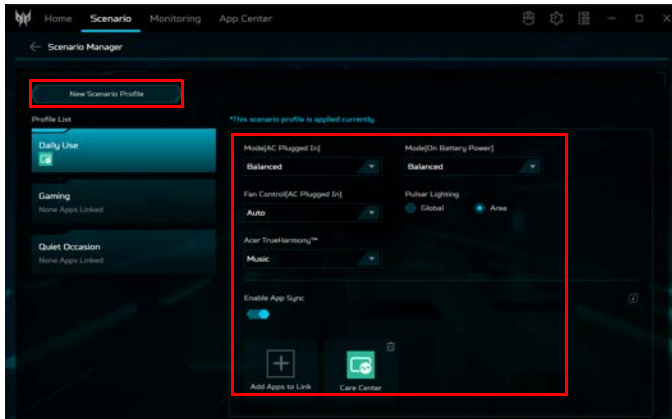 Home Scenario Monitoring App Center
Scenario Manager
New Scenario Profile
Profile List
*This scenario profile is applied currently
Daily Use
Gaming
None Apps Linked
Quiet Occasion
None Apps Linked
Mode[AC Plugged In] Mode[On Battery Power]
Balanced Balanced
Fan Control[AC Plugged In] Pulsar Lighting
Auto Global Area
Acer TrueHarmony™
Music
Enable App Sync
Add Apps to Link Care Center